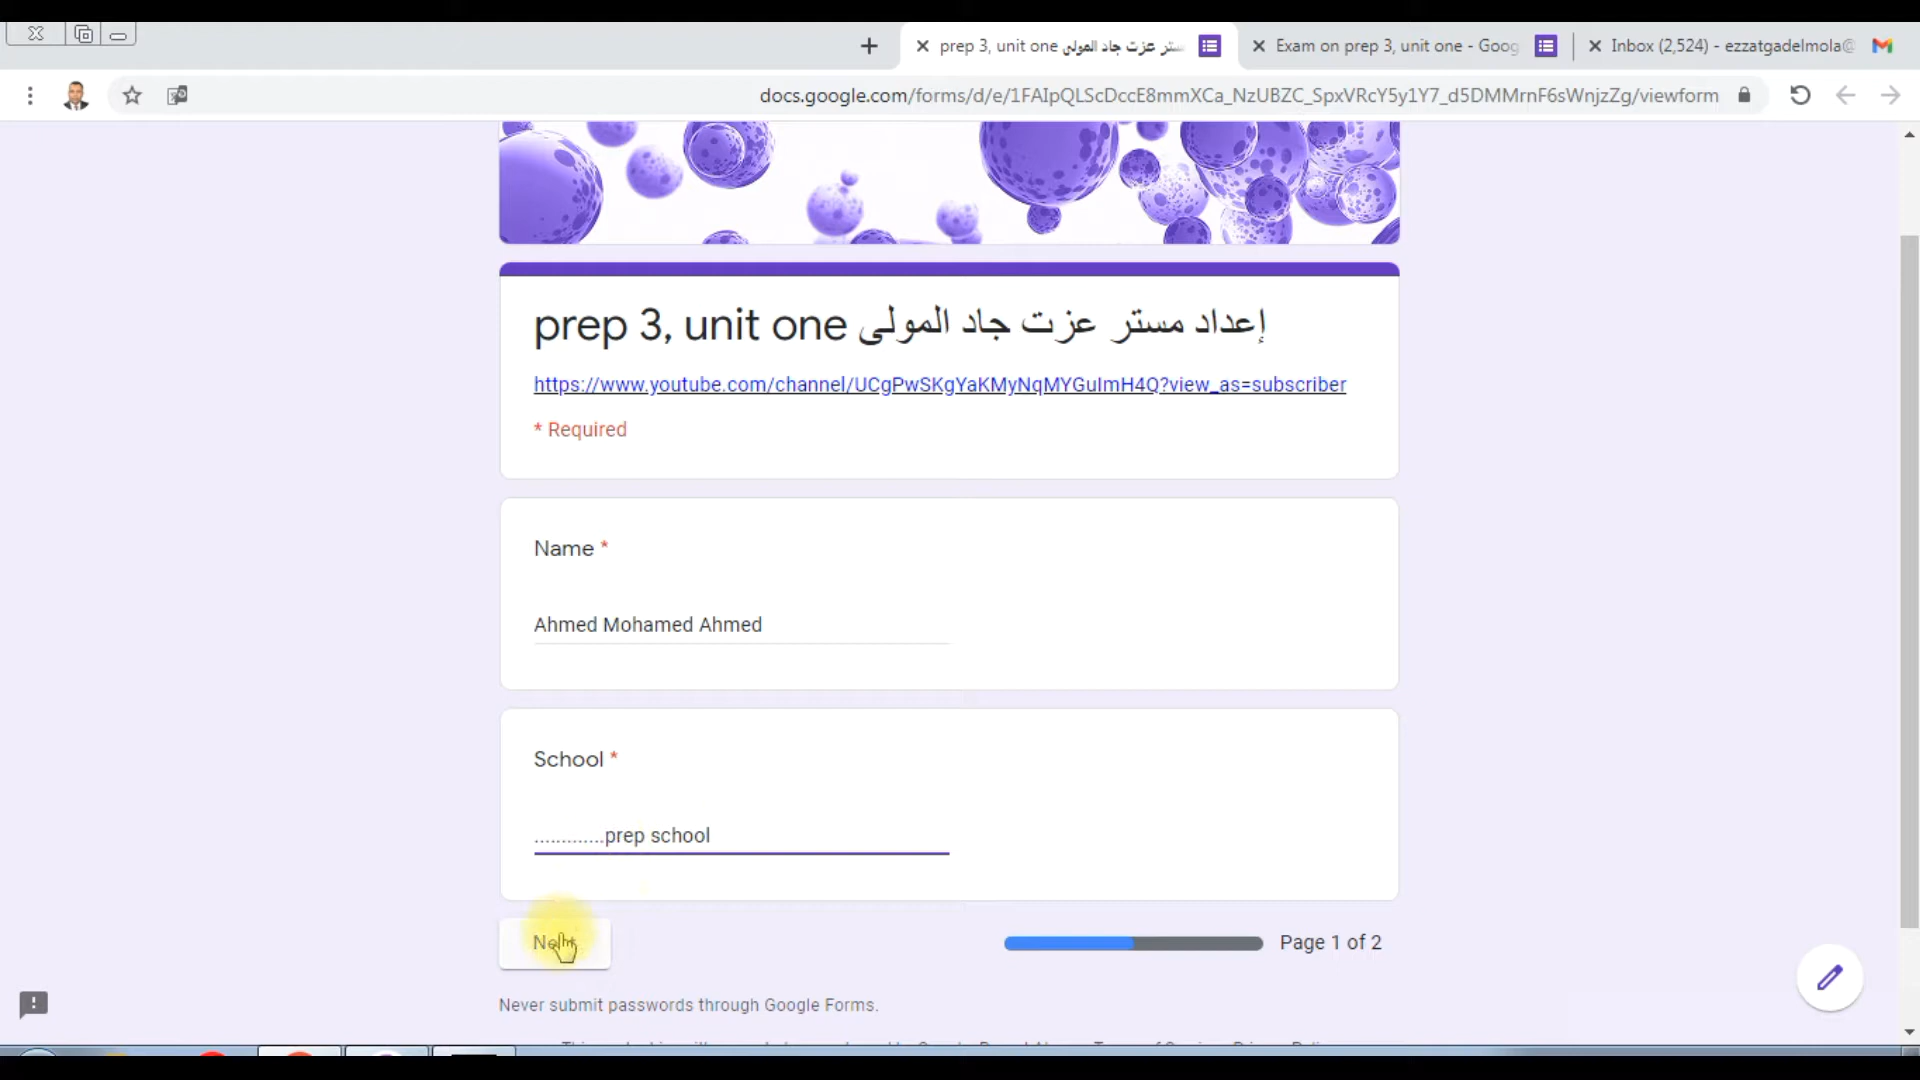 prep 3, unit one ستر عزت جاد المولى
Exam on prep 3, unit one - Goog
Inbox (2,524) - ezzatgadelmola@
docs.google.com/forms/d/e/1FAIpQLScDccE8mmXCa_NzUBZC_SpxVRcY5y1Y7_d5DMMrnF6sWnjzZg/viewform
prep 3, unit one إعداد مستر عزت جاد المولى
https://www.youtube.com/channel/UCgPwSKgYaKMyNqMYGuImH4Q?view_as=subscriber
* Required
Name *
Ahmed Mohamed Ahmed
School *
.............prep school
Next
Page 1 of 2
Never submit passwords through Google Forms.